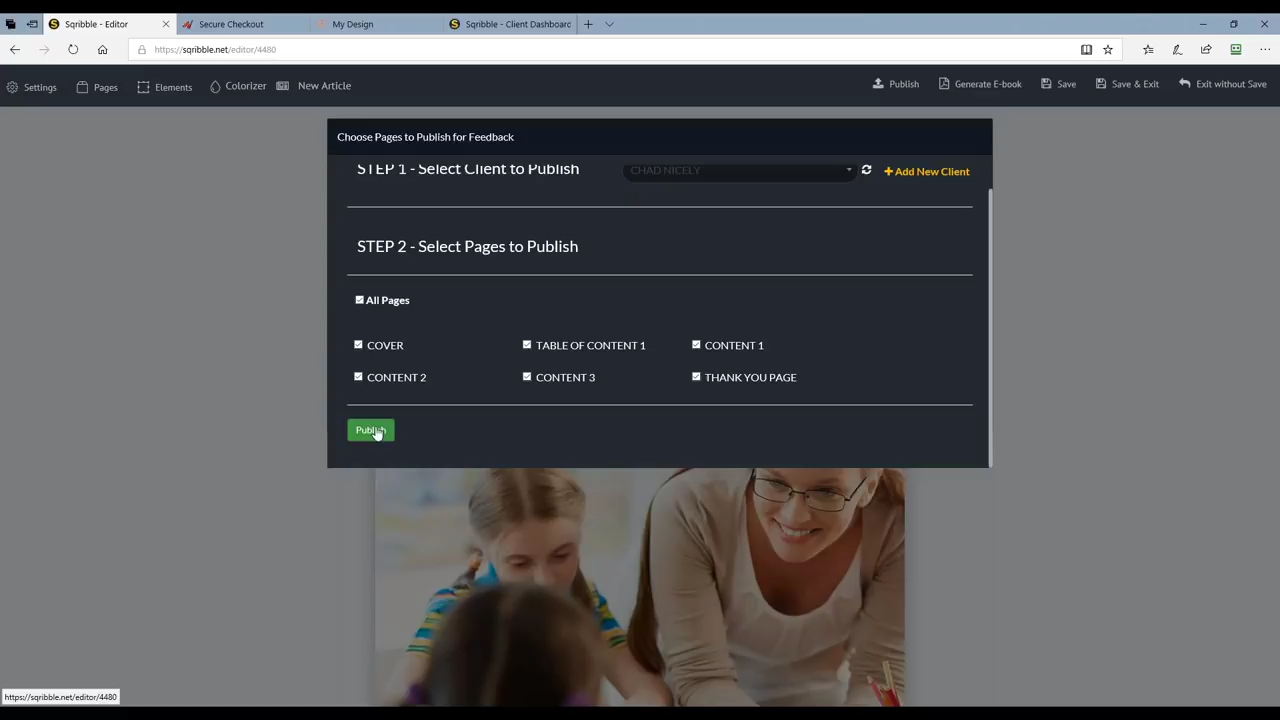 Sqribble - Editor
Secure Checkout
My Design
Sqribble - Client Dashboard
https://sqribble.net/editor/4480
Settings
Pages
Elements
Colorizer
New Article
Publish
Generate E-book
Save
Save & Exit
Exit without Save
Choose Pages to Publish for Feedback
STEP 1 - Select Client to Publish
CHAD NICELY
Add New Client
STEP 2 - Select Pages to Publish
All Pages
COVER
TABLE OF CONTENT 1
CONTENT 1
CONTENT 2
CONTENT 3
THANK YOU PAGE
Publish
https://sqribble.net/editor/4480